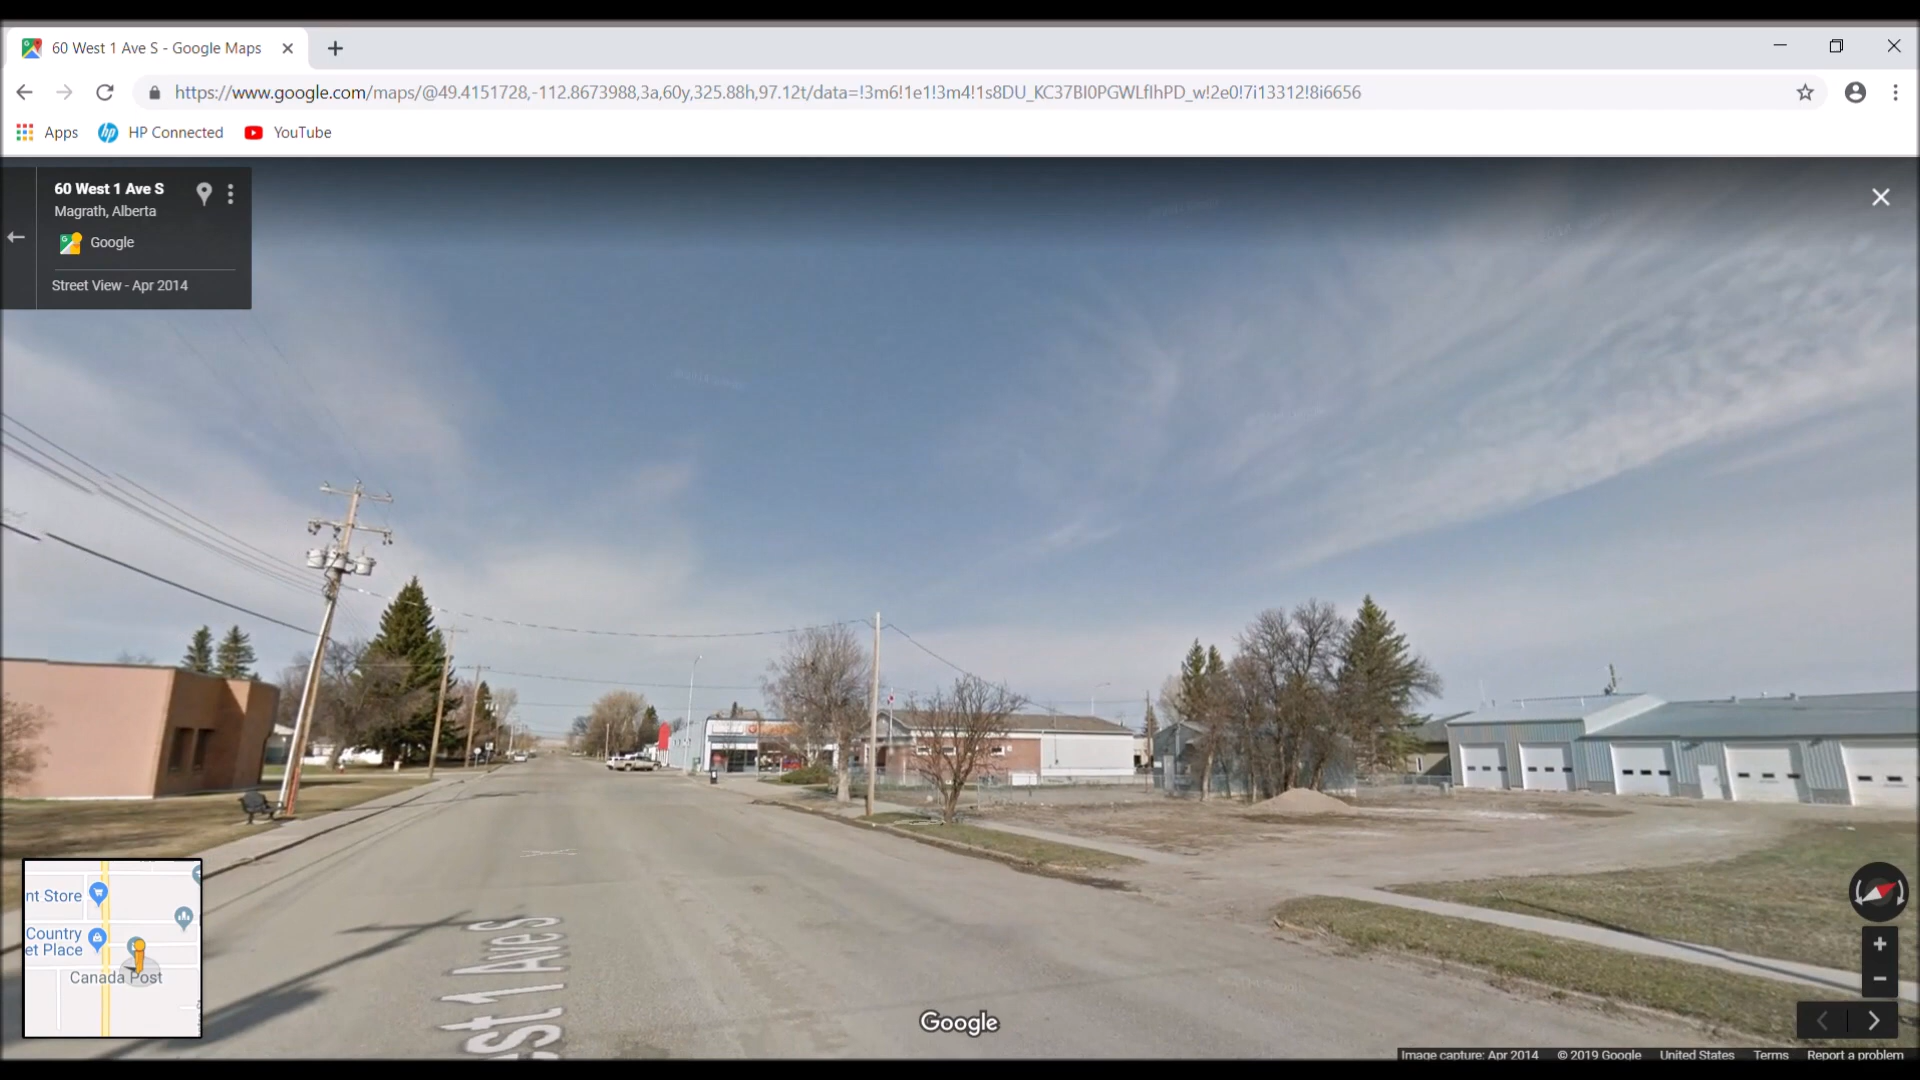 60 West 1 Ave S - Google Maps
https://www.google.com/maps/@49.4151728,-112.8673988,3a,60y,325.88h,97.12t/data=!3m6!1e1!3m4!1s8DU_KC37Bl0PGWLflhPD_w!2e0!7i13312!8i6656
Apps
HP Connected
YouTube
60 West 1 Ave S
Magrath, Alberta
Google
Street View - Apr 2014
nt Store
Country
et Place
Canada Post
est 1 Ave S
Google
Image capture: Apr 2014 © 2019 Google United States Terms Report a problem